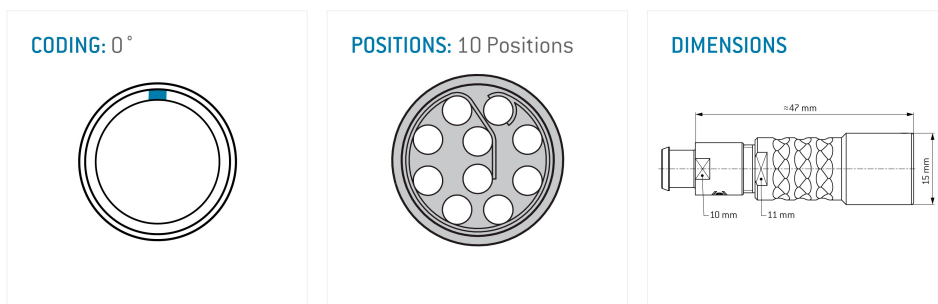 CODING: 0°
POSITIONS: 10 Positions
DIMENSIONS
≈47 mm
15 mm
10 mm
11 mm